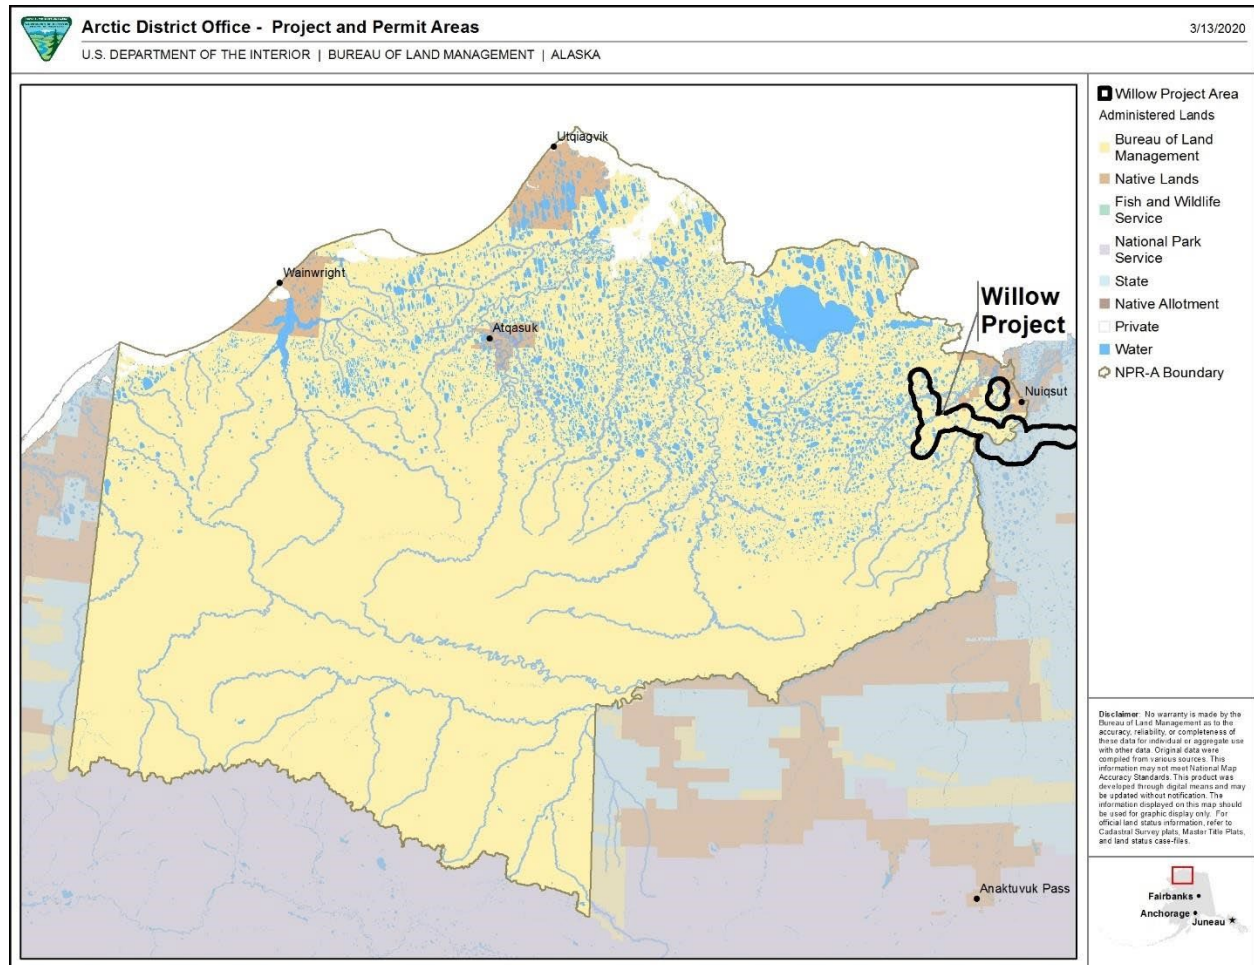 Arctic District Office - Project and Permit Areas
3/13/2020
U.S. DEPARTMENT OF THE INTERIOR | BUREAU OF LAND MANAGEMENT | ALASKA
Utqiagvik
Wainwright
Atqasuk
Willow
Project
Nuiqsut
Anaktuvuk Pass
Willow Project Area
Administered Lands
Bureau of Land
Management
Native Lands
Fish and Wildlife
Service
National Park
Service
State
Native Allotment
Private
Water
NPR-A Boundary
Disclaimer: No warranty is made by the
Bureau of Land Management as to the
accuracy, reliability, or completeness of
these data for individual or aggregate use
with other data. Original data were
compiled from various sources. This
information may not meet National Map
Accuracy Standards. This product was
developed through digital means and may
be updated without notification. The
information displayed on this map should
be used for graphic display only. For
official land status information, refer to
Cadastral Survey plats, Master Title Plats,
and land status case-files.
Fairbanks
Anchorage
Juneau